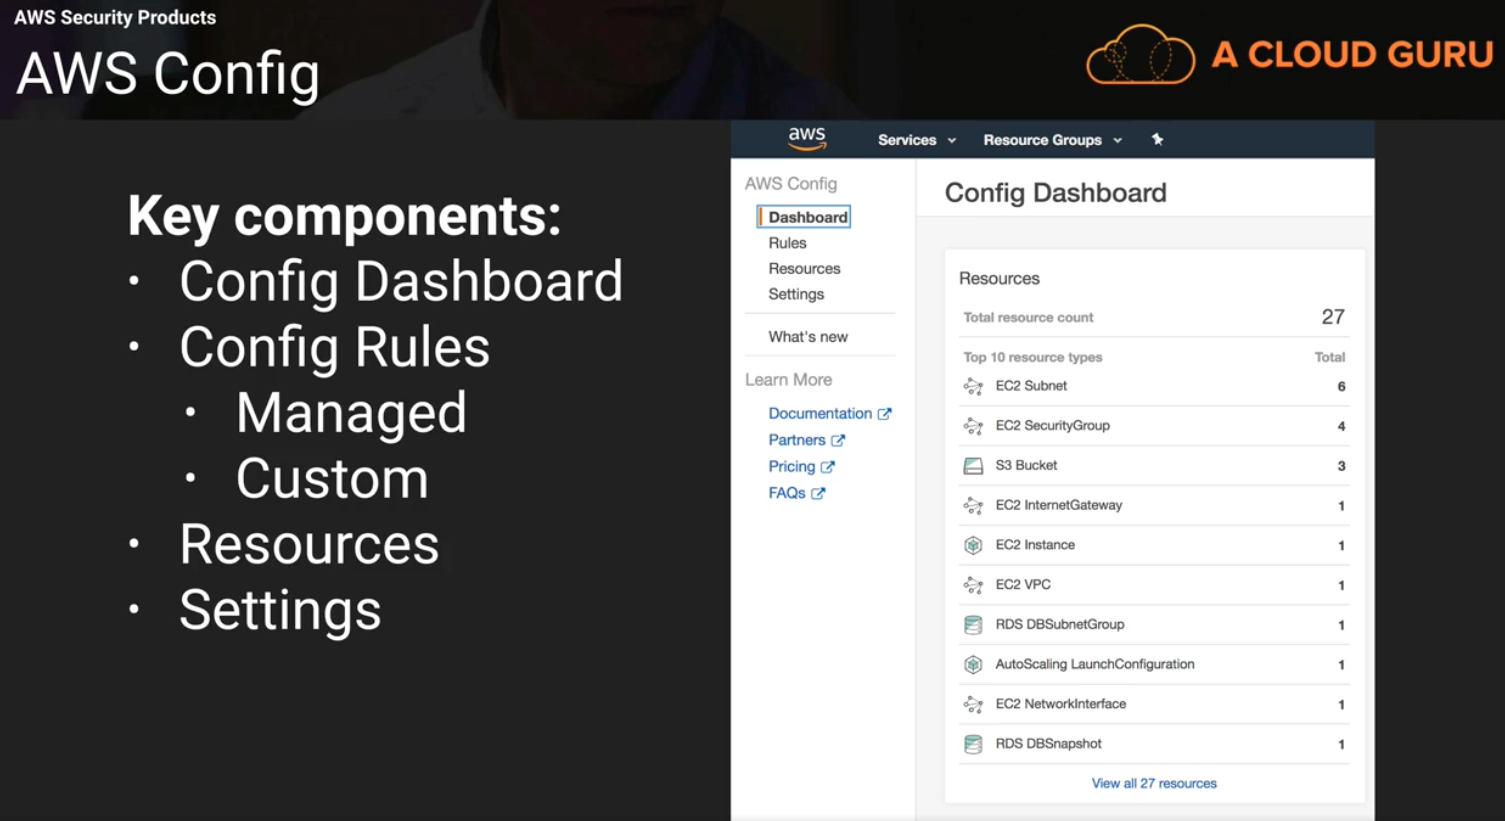 AWS Security Products
AWS Config
A CLOUD GURU
Key components:
· Config Dashboard
· Config Rules
· Managed
· Custom
· Resources
· Settings
aws
Services
Resource Groups
AWS Config
Dashboard
Rules
Resources
Settings
What's new
Learn More
Documentation
Partners
Pricing
FAQs
Config Dashboard
Resources
Total resource count 27
Top 10 resource types Total
EC2 Subnet 6
EC2 SecurityGroup 4
S3 Bucket 3
EC2 InternetGateway 1
EC2 Instance 1
EC2 VPC 1
RDS DBSubnetGroup 1
AutoScaling LaunchConfiguration 1
EC2 NetworkInterface 1
RDS DBSnapshot 1
View all 27 resources